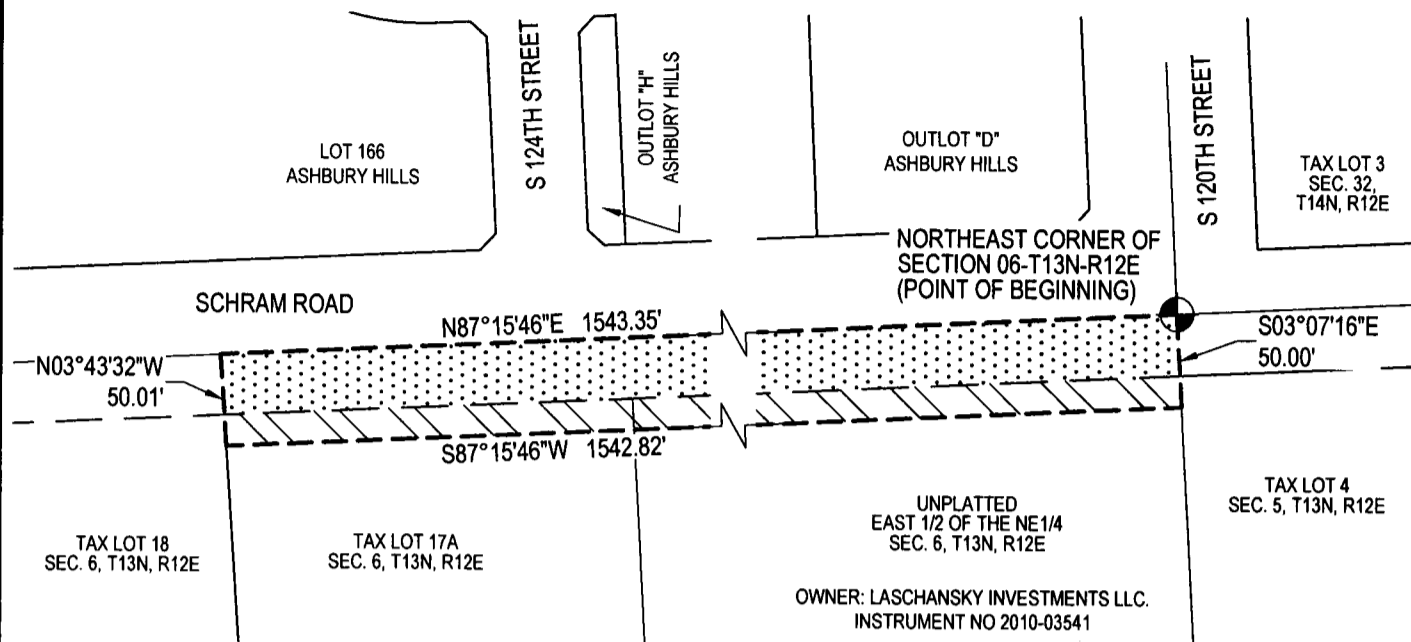 S 124TH STREET
OUTLOT "H"
ASHBURY HILLS
S 120TH STREET
LOT 166
ASHBURY HILLS
OUTLOT "D"
ASHBURY HILLS
TAX LOT 3
SEC. 32,
T14N, R12E
NORTHEAST CORNER OF
SECTION 06-T13N-R12E
(POINT OF BEGINNING)
SCHRAM ROAD
N87°15'46"E 1543.35'
S03°07'16"E
50.00'
N03°43'32"W
50.01'
S87°15'46"W 1542.82'
TAX LOT 18
SEC. 6, T13N, R12E
TAX LOT 17A
SEC. 6, T13N, R12E
UNPLATTED
EAST 1/2 OF THE NE1/4
SEC. 6, T13N, R12E
TAX LOT 4
SEC. 5, T13N, R12E
OWNER: LASCHANSKY INVESTMENTS LLC.
INSTRUMENT NO 2010-03541